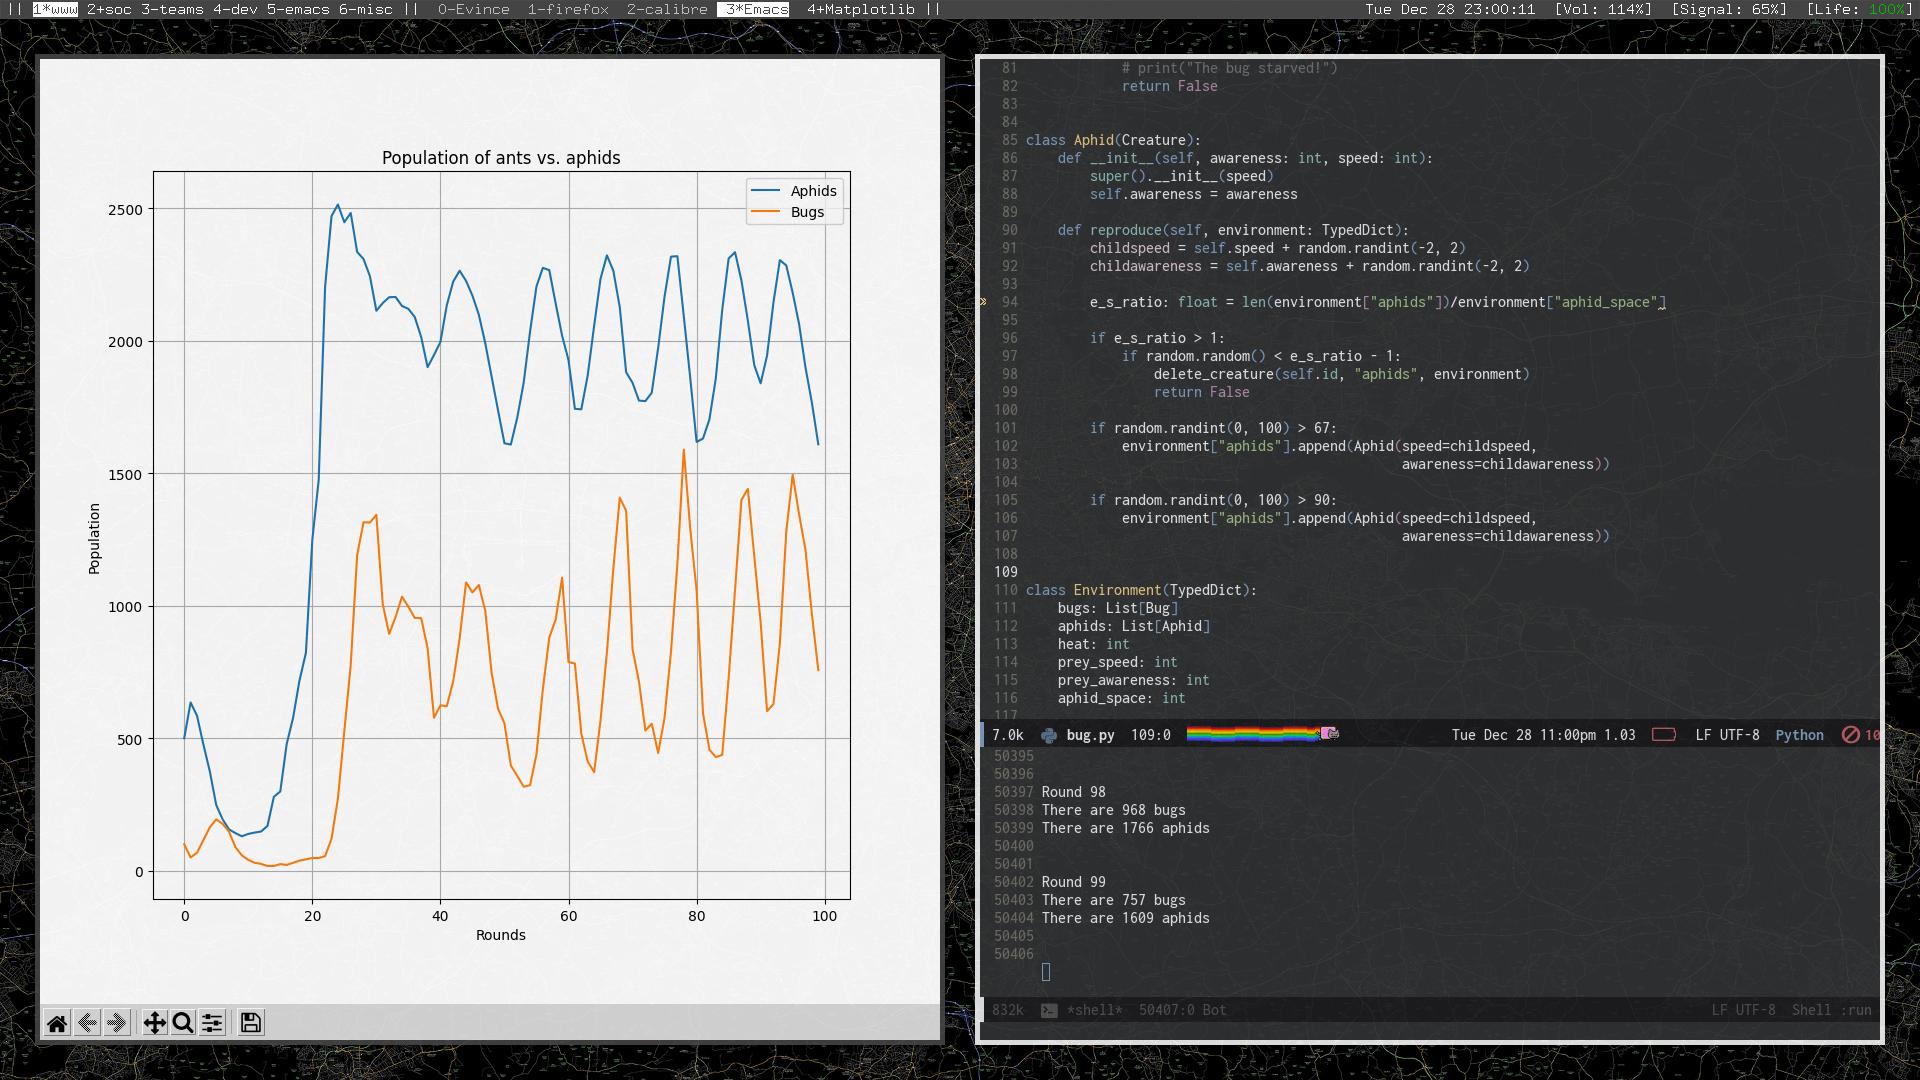 || 1*www 2+soc 3-teams 4-dev 5-emacs 6-misc || 0-Evince 1-firefox 2-calibre 3*Emacs 4+Matplotlib || Tue Dec 28 23:00:11 [Vol: 114%] [Signal: 65%] [Life: 100%]
Population of ants vs. aphids
Aphids
Bugs
2500
2000
1500
1000
500
0
Population
0 20 40 60 80 100
Rounds
81 # print("The bug starved!")
82 return False
83
84
85 class Aphid(Creature):
86 def __init__(self, awareness: int, speed: int):
87 super().__init__(speed)
88 self.awareness = awareness
89
90 def reproduce(self, environment: TypedDict):
91 childspeed = self.speed + random.randint(-2, 2)
92 childawareness = self.awareness + random.randint(-2, 2)
93
» 94 e_s_ratio: float = len(environment["aphids"])/environment["aphid_space"]
95
96 if e_s_ratio > 1:
97 if random.random() < e_s_ratio - 1:
98 delete_creature(self.id, "aphids", environment)
99 return False
100
101 if random.randint(0, 100) > 67:
102 environment["aphids"].append(Aphid(speed=childspeed,
103 awareness=childawareness))
104
105 if random.randint(0, 100) > 90:
106 environment["aphids"].append(Aphid(speed=childspeed,
107 awareness=childawareness))
108
109
110 class Environment(TypedDict):
111 bugs: List[Bug]
112 aphids: List[Aphid]
113 heat: int
114 prey_speed: int
115 prey_awareness: int
116 aphid_space: int
117
7.0k bug.py 109:0 Tue Dec 28 11:00pm 1.03 LF UTF-8 Python 10
50395
50396
50397 Round 98
50398 There are 968 bugs
50399 There are 1766 aphids
50400
50401
50402 Round 99
50403 There are 757 bugs
50404 There are 1609 aphids
50405
50406
832k *shell* 50407:0 Bot LF UTF-8 Shell :run